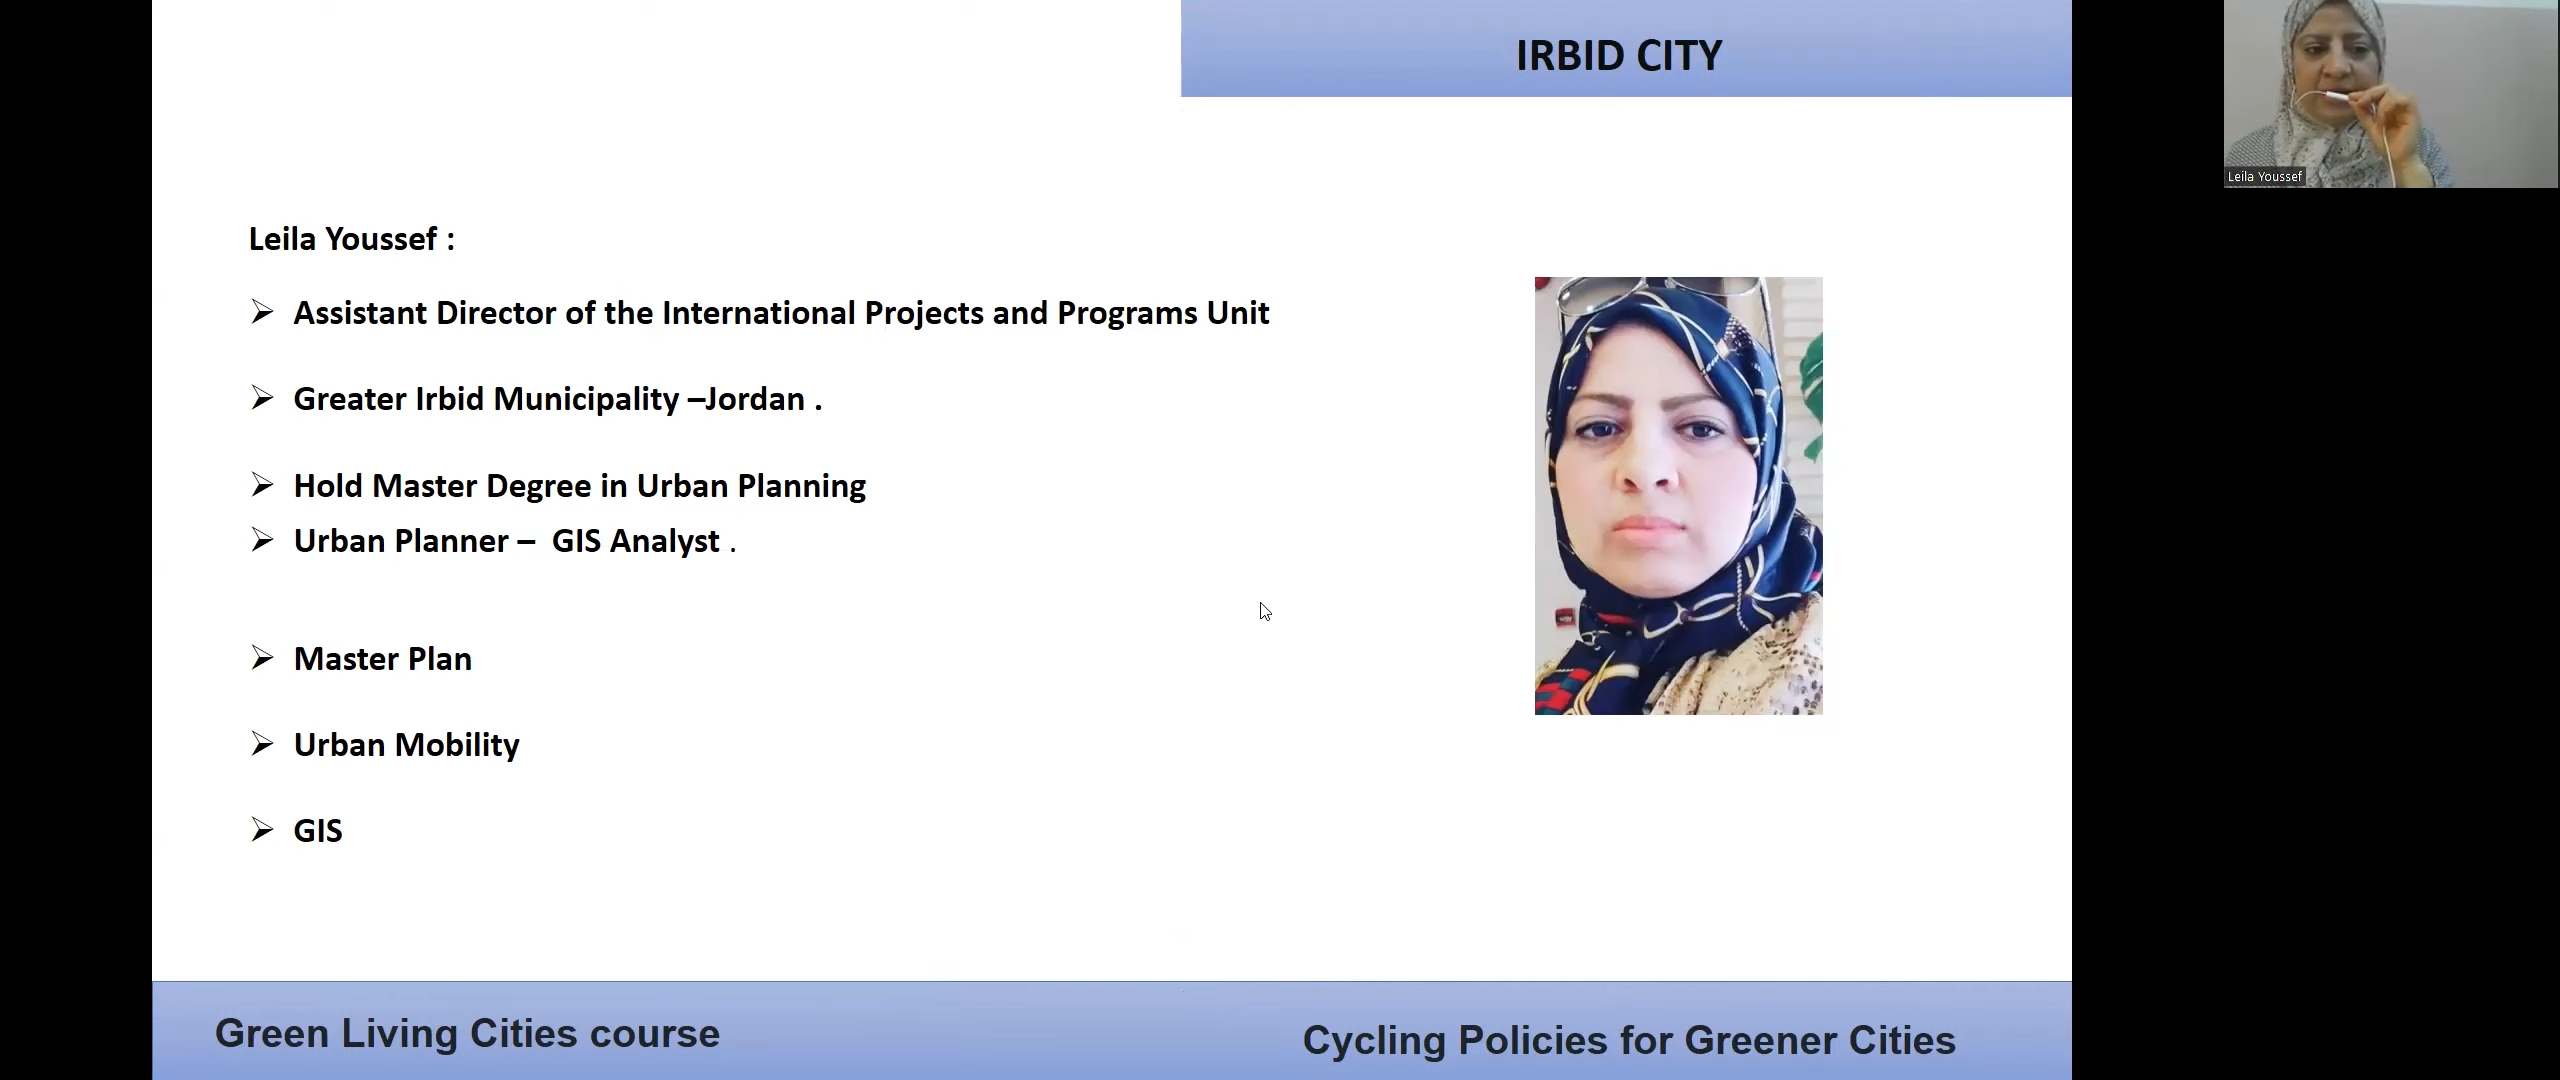 IRBID CITY
Leila Youssef
Leila Youssef :
➢ Assistant Director of the International Projects and Programs Unit
➢ Greater Irbid Municipality –Jordan .
➢ Hold Master Degree in Urban Planning
➢ Urban Planner – GIS Analyst .
➢ Master Plan
➢ Urban Mobility
➢ GIS
Green Living Cities course
Cycling Policies for Greener Cities